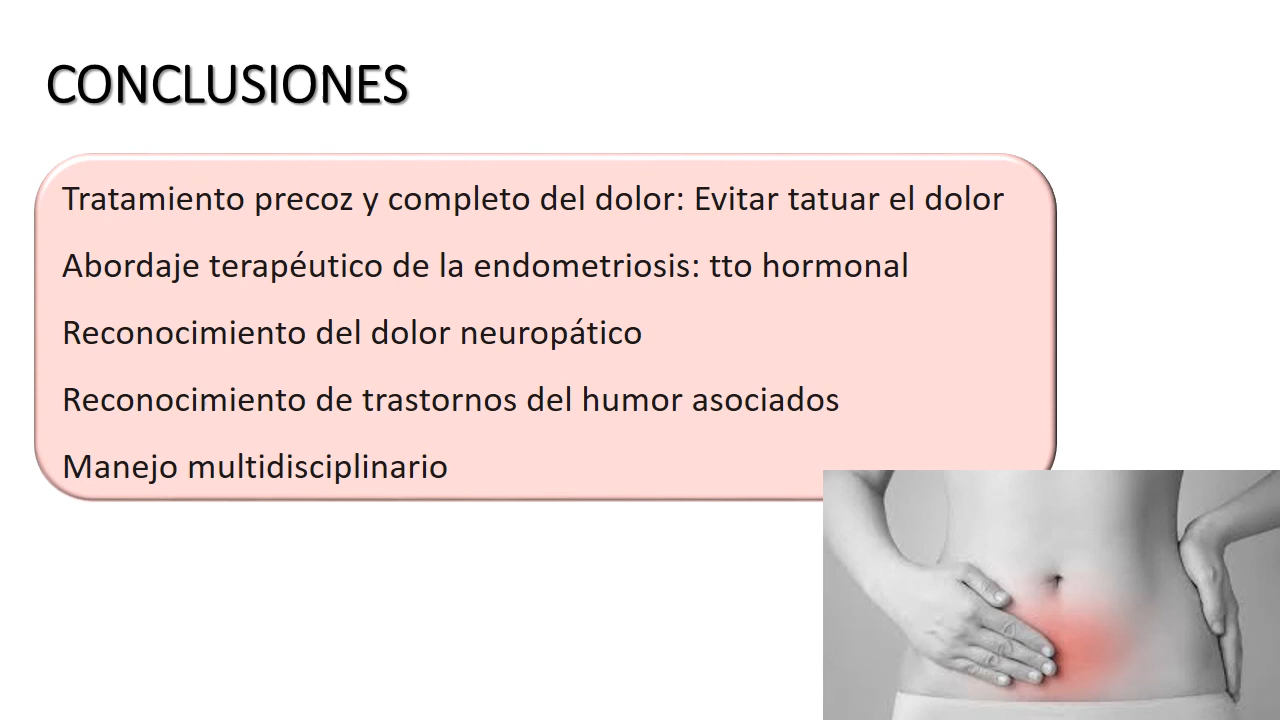 CONCLUSIONES
Tratamiento precoz y completo del dolor: Evitar tatuar el dolor
Abordaje terapéutico de la endometriosis: tto hormonal
Reconocimiento del dolor neuropático
Reconocimiento de trastornos del humor asociados
Manejo multidisciplinario